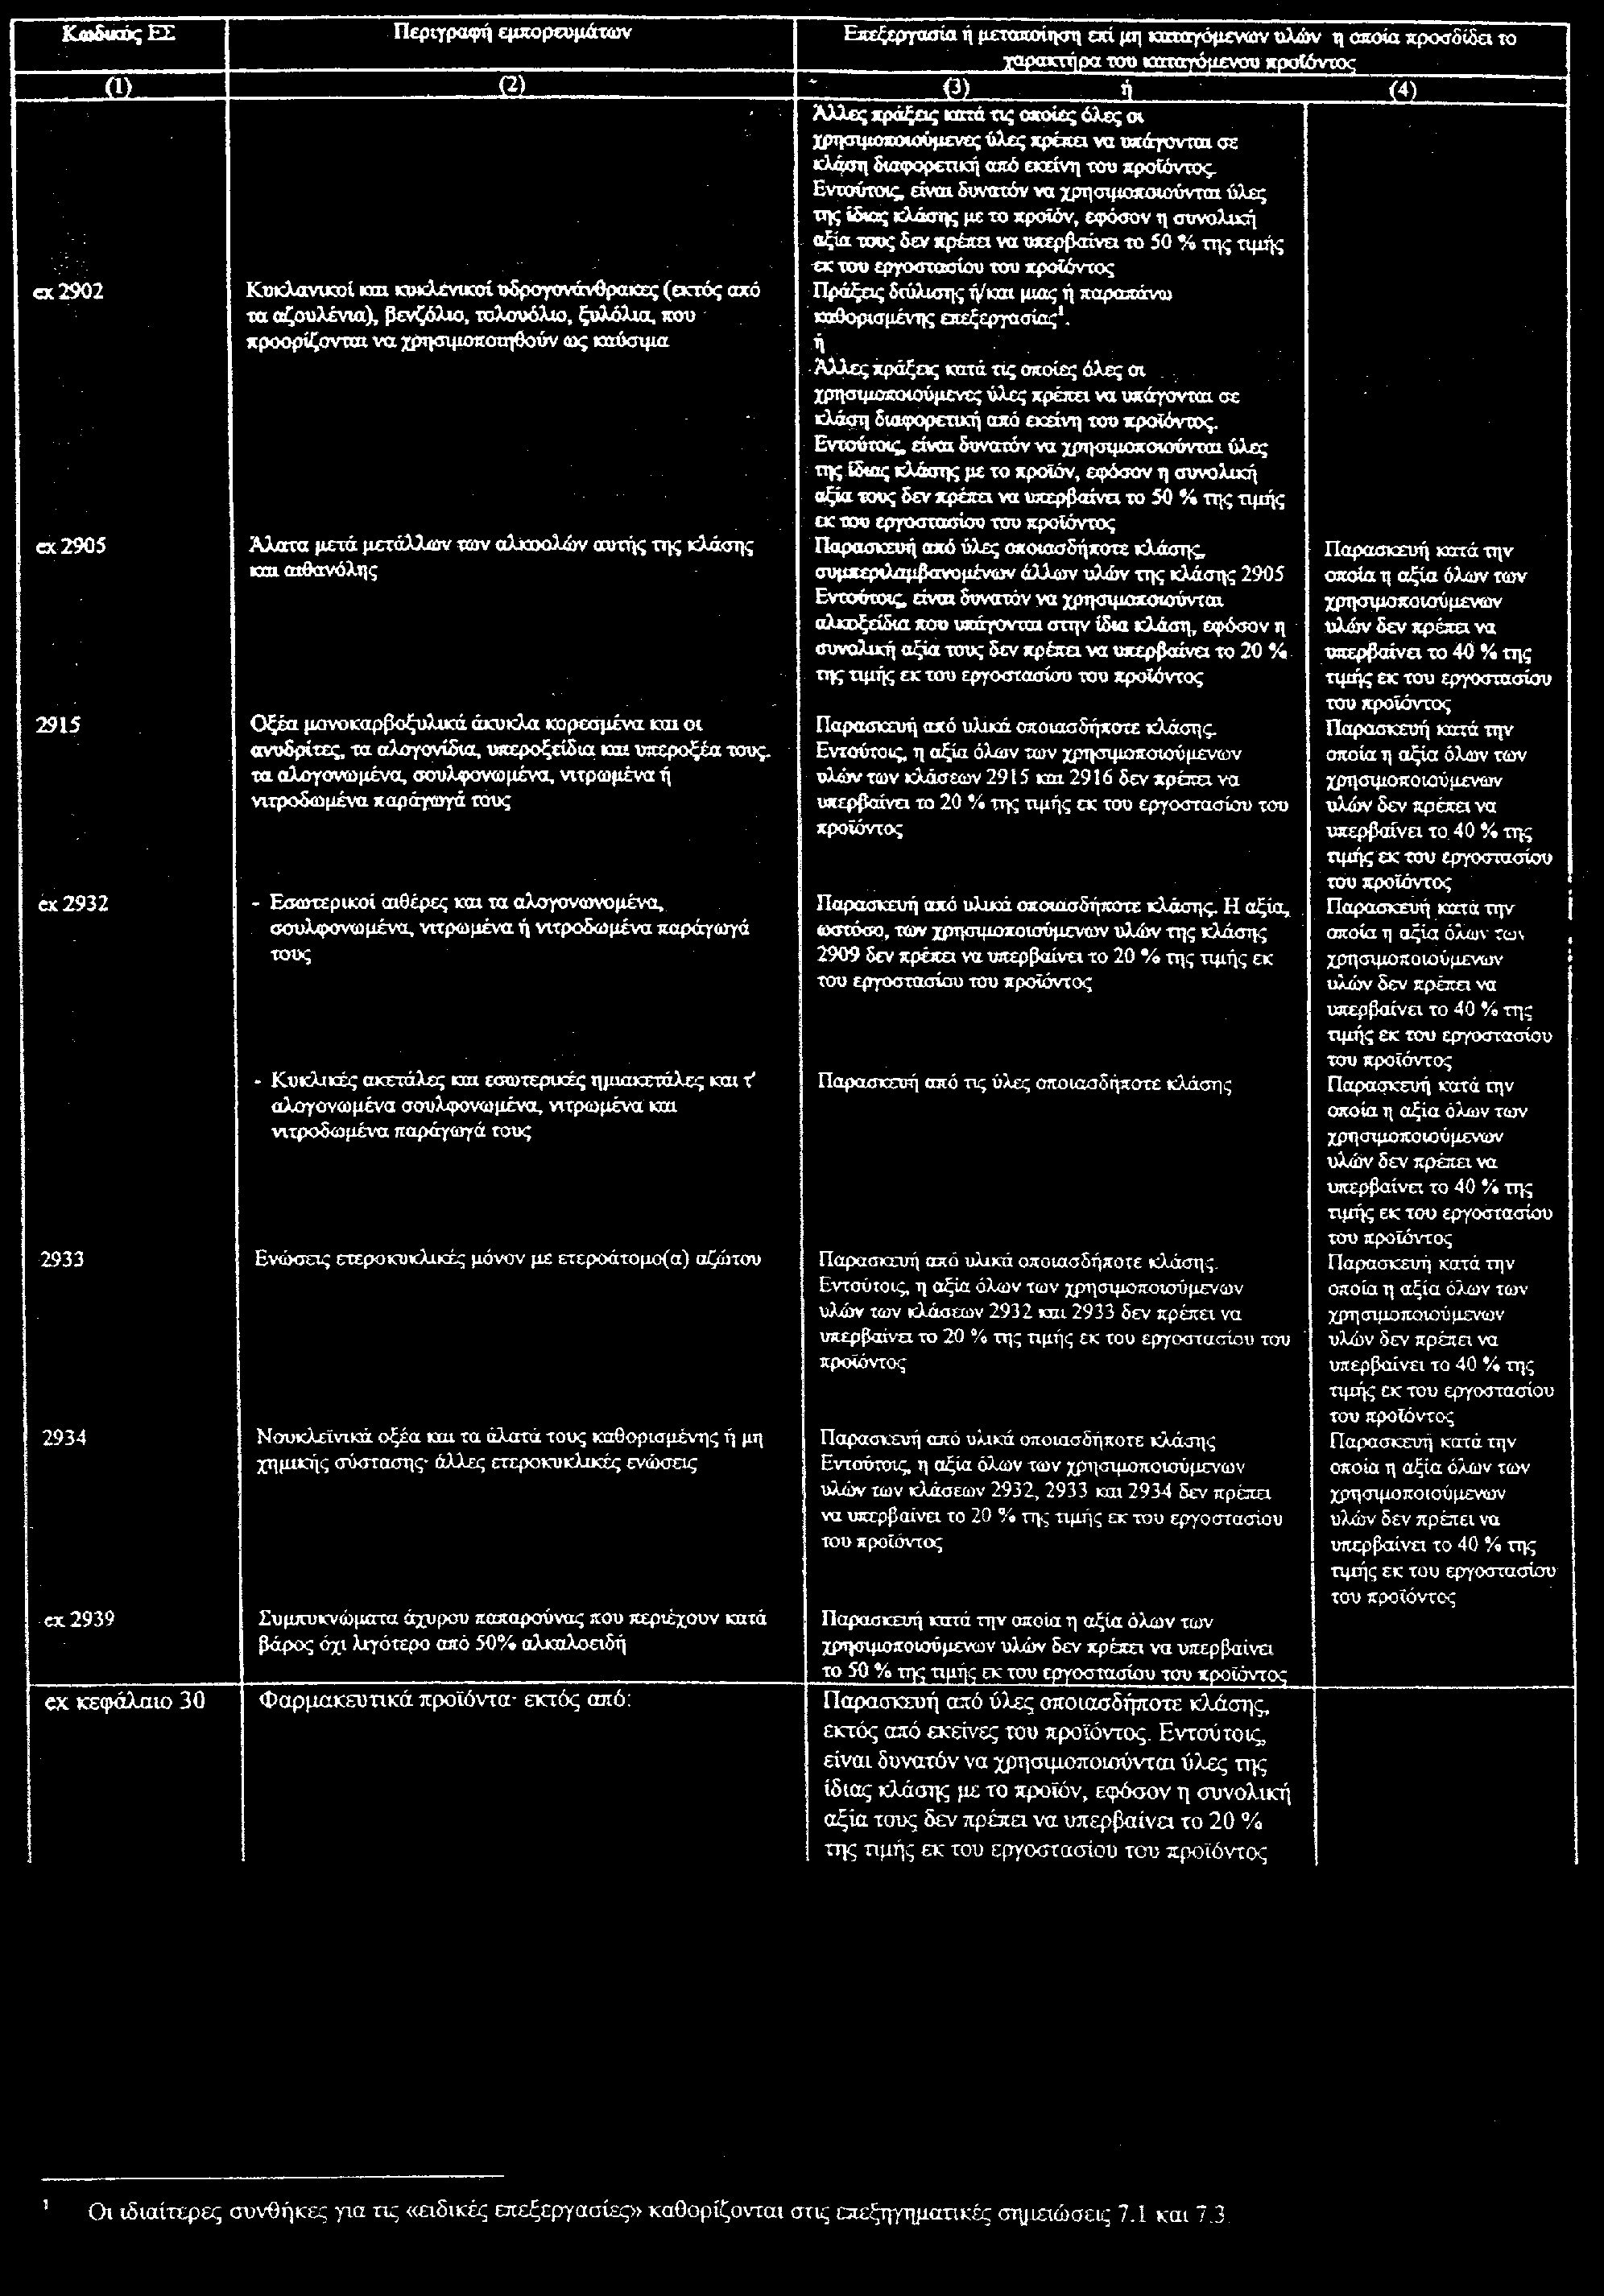 Κωδικός ΕΣ
Περιγραφή εμπορευμάτων
Επεξεργασία ή μεταποίηση επί μη καταγόμενων υλών η οποία προσδίδει το
χαρακτήρα του καταγόμενου προϊόντος
(1)
(2)
(3) ή (4)
Άλλες πράξεις κατά τις οποίες όλες οι
χρησιμοποιούμενες ύλες πρέπει να υπάγονται σε
κλάση διαφορετική από εκείνη του προϊόντος.
Εντούτοις, είναι δυνατόν να χρησιμοποιούνται ύλες
της ίδιας κλάσης με το προϊόν, εφόσον η συνολική
αξία τους δεν πρέπει να υπερβαίνει το 50 % της τιμής
εκ του εργοστασίου του προϊόντος
ex 2902
Κυκλανικοί και κυκλενικοί υδρογονάνθρακες (εκτός από
τα αζουλένια), βενζόλιο, τολουόλιο, ξυλόλια, που
προορίζονται να χρησιμοποιηθούν ως καύσιμα
Πράξεις διύλισης ή/και μιας ή παραπάνω
καθορισμένης επεξεργασίας¹.
ή
Άλλες πράξεις κατά τις οποίες όλες οι
χρησιμοποιούμενες ύλες πρέπει να υπάγονται σε
κλάση διαφορετική από εκείνη του προϊόντος.
Εντούτοις, είναι δυνατόν να χρησιμοποιούνται ύλες
της ίδιας κλάσης με το προϊόν, εφόσον η συνολική
αξία τους δεν πρέπει να υπερβαίνει το 50 % της τιμής
εκ του εργοστασίου του προϊόντος
ex 2905
Άλατα μετά μετάλλων των αλκοολών αυτής της κλάσης
και αιθανόλης
Παρασκευή από ύλες οποιασδήποτε κλάσης,
συμπεριλαμβανομένων άλλων υλών της κλάσης 2905
Εντούτοις, είναι δυνατόν να χρησιμοποιούνται
αλκοξείδια που υπάγονται στην ίδια κλάση, εφόσον η
συνολική αξία τους δεν πρέπει να υπερβαίνει το 20 %
της τιμής εκ του εργοστασίου του προϊόντος
Παρασκευή κατά την
οποία η αξία όλων των
χρησιμοποιούμενων
υλών δεν πρέπει να
υπερβαίνει το 40 % της
τιμής εκ του εργοστασίου
του προϊόντος
2915
Οξέα μονοκαρβοξυλικά άκυκλα κορεσμένα και οι
ανυδρίτες, τα αλογονίδια, υπεροξείδια και υπεροξέα τους,
τα αλογονωμένα, σουλφονωμένα, νιτρωμένα ή
νιτροδωμένα παράγωγά τους
Παρασκευή από υλικά οποιασδήποτε κλάσης.
Εντούτοις, η αξία όλων των χρησιμοποιούμενων
υλών των κλάσεων 2915 και 2916 δεν πρέπει να
υπερβαίνει το 20 % της τιμής εκ του εργοστασίου του
προϊόντος
Παρασκευή κατά την
οποία η αξία όλων των
χρησιμοποιούμενων
υλών δεν πρέπει να
υπερβαίνει το 40 % της
τιμής εκ του εργοστασίου
του προϊόντος
ex 2932
- Εσωτερικοί αιθέρες και τα αλογονωνομένα,
σουλφονωμένα, νιτρωμένα ή νιτροδωμένα παράγωγά
τους
Παρασκευή από υλικά οποιασδήποτε κλάσης. Η αξία,
ωστόσο, των χρησιμοποιούμενων υλών της κλάσης
2909 δεν πρέπει να υπερβαίνει το 20 % της τιμής εκ
του εργοστασίου του προϊόντος
Παρασκευή κατά την
οποία η αξία όλων των
χρησιμοποιούμενων
υλών δεν πρέπει να
υπερβαίνει το 40 % της
τιμής εκ του εργοστασίου
του προϊόντος
- Κυκλικές ακετάλες και εσωτερικές ημιακετάλες και τ'
αλογονωμένα σουλφονωμένα, νιτρωμένα και
νιτροδωμένα παράγωγά τους
Παρασκευή από τις ύλες οποιασδήποτε κλάσης
Παρασκευή κατά την
οποία η αξία όλων των
χρησιμοποιούμενων
υλών δεν πρέπει να
υπερβαίνει το 40 % της
τιμής εκ του εργοστασίου
του προϊόντος
2933
Ενώσεις ετεροκυκλικές μόνον με ετεροάτομο(α) αζώτου
Παρασκευή από υλικά οποιασδήποτε κλάσης.
Εντούτοις, η αξία όλων των χρησιμοποιούμενων
υλών των κλάσεων 2932 και 2933 δεν πρέπει να
υπερβαίνει το 20 % της τιμής εκ του εργοστασίου του
προϊόντος
Παρασκευή κατά την
οποία η αξία όλων των
χρησιμοποιούμενων
υλών δεν πρέπει να
υπερβαίνει το 40 % της
τιμής εκ του εργοστασίου
του προϊόντος
2934
Νουκλεϊνικά οξέα και τα άλατά τους καθορισμένης ή μη
χημικής σύστασης· άλλες ετεροκυκλικές ενώσεις
Παρασκευή από υλικά οποιασδήποτε κλάσης
Εντούτοις, η αξία όλων των χρησιμοποιούμενων
υλών των κλάσεων 2932, 2933 και 2934 δεν πρέπει
να υπερβαίνει το 20 % της τιμής εκ του εργοστασίου
του προϊόντος
Παρασκευή κατά την
οποία η αξία όλων των
χρησιμοποιούμενων
υλών δεν πρέπει να
υπερβαίνει το 40 % της
τιμής εκ του εργοστασίου
του προϊόντος
ex 2939
Συμπυκνώματα άχυρου παπαρούνας που περιέχουν κατά
βάρος όχι λιγότερο από 50% αλκαλοειδή
Παρασκευή κατά την οποία η αξία όλων των
χρησιμοποιούμενων υλών δεν πρέπει να υπερβαίνει
το 50 % της τιμής εκ του εργοστασίου του προϊόντος
ex κεφάλαιο 30
Φαρμακευτικά προϊόντα· εκτός από:
Παρασκευή από ύλες οποιασδήποτε κλάσης,
εκτός από εκείνες του προϊόντος. Εντούτοις,
είναι δυνατόν να χρησιμοποιούνται ύλες της
ίδιας κλάσης με το προϊόν, εφόσον η συνολική
αξία τους δεν πρέπει να υπερβαίνει το 20 %
της τιμής εκ του εργοστασίου του προϊόντος
¹ Οι ιδιαίτερες συνθήκες για τις «ειδικές επεξεργασίες» καθορίζονται στις επεξηγηματικές σημειώσεις 7.1 και 7.3.